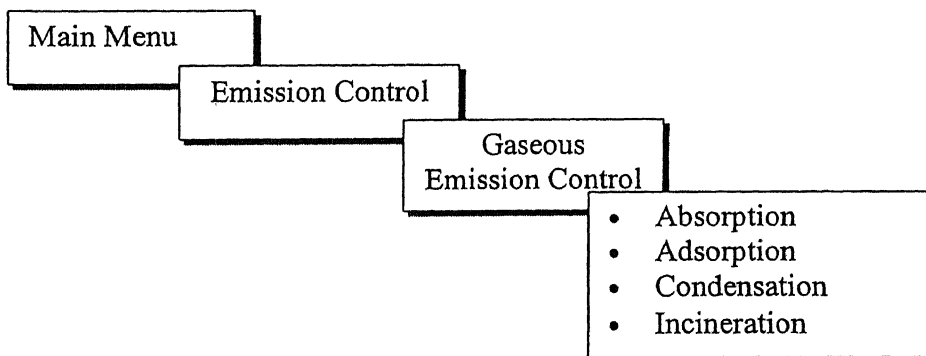 Main Menu
Emission Control
Gaseous
Emission Control
• Absorption
• Adsorption
• Condensation
• Incineration